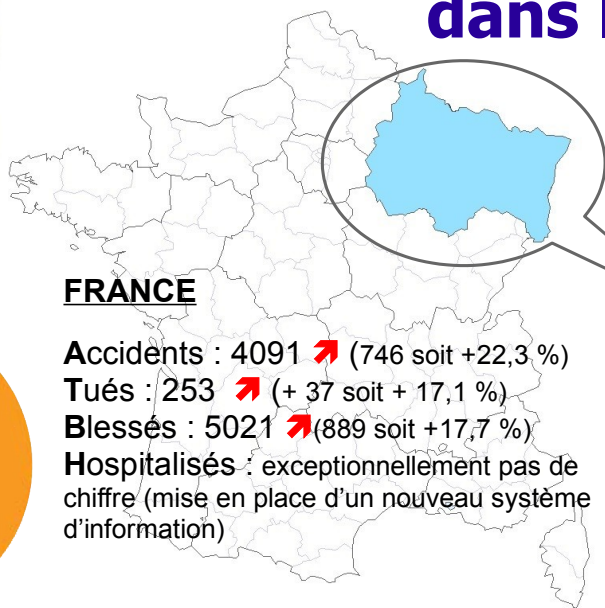 dans
FRANCE
Accidents : 4091 ↗ (746 soit +22,3 %)
Tués : 253 ↗ (+ 37 soit + 17,1 %)
Blessés : 5021 ↗(889 soit +17,7 %)
Hospitalisés : exceptionnellement pas de
chiffre (mise en place d’un nouveau système
d’information)